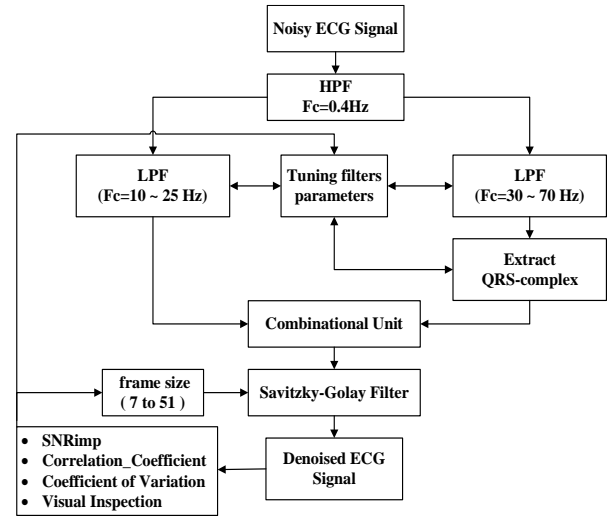 Noisy ECG Signal
HPF
Fc=0.4Hz
LPF
(Fc=10 ~ 25 Hz)
Tuning filters
parameters
LPF
(Fc=30 ~ 70 Hz)
Extract
QRS-complex
Combinational Unit
frame size
( 7 to 51 )
Savitzky-Golay Filter
• SNRimp
• Correlation_Coefficient
• Coefficient of Variation
• Visual Inspection
Denoised ECG
Signal